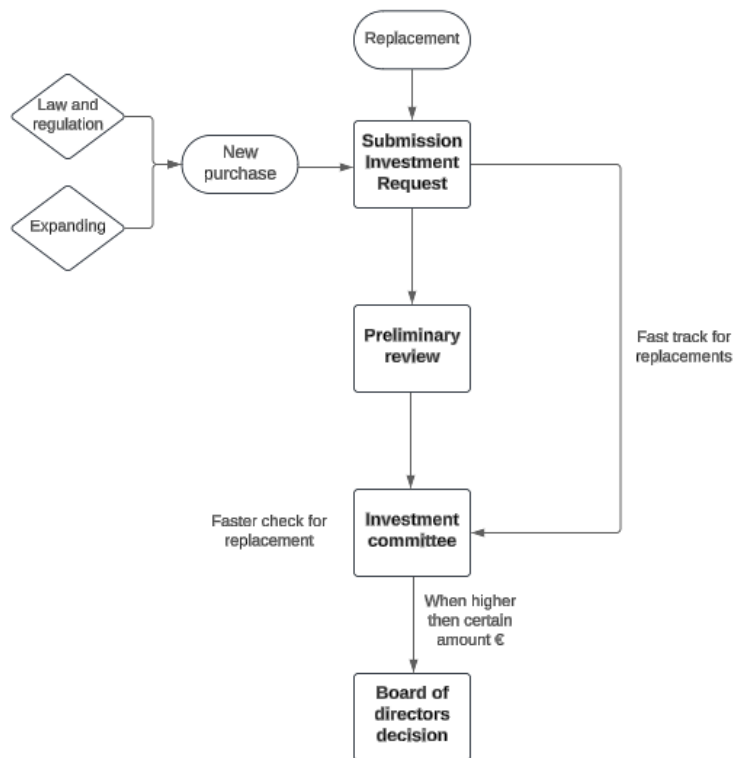 Replacement
Law and
regulation
New
purchase
Submission
Investment
Request
Expanding
Preliminary
review
Fast track for
replacements
Faster check for
replacement
Investment
committee
When higher
then certain
amount €
Board of
directors
decision